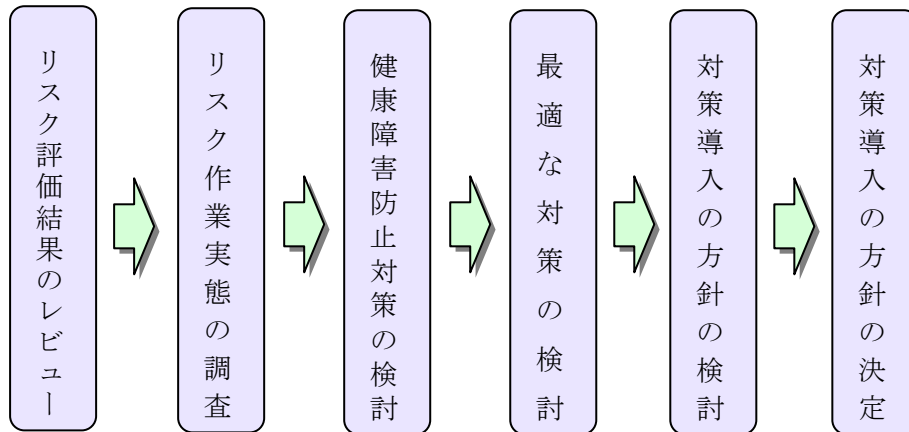 リスク評価結果のレビュー
リスク作業実態の調査
健康障害防止対策の検討
最適な対策の検討
対策導入の方針の検討
対策導入の方針の決定